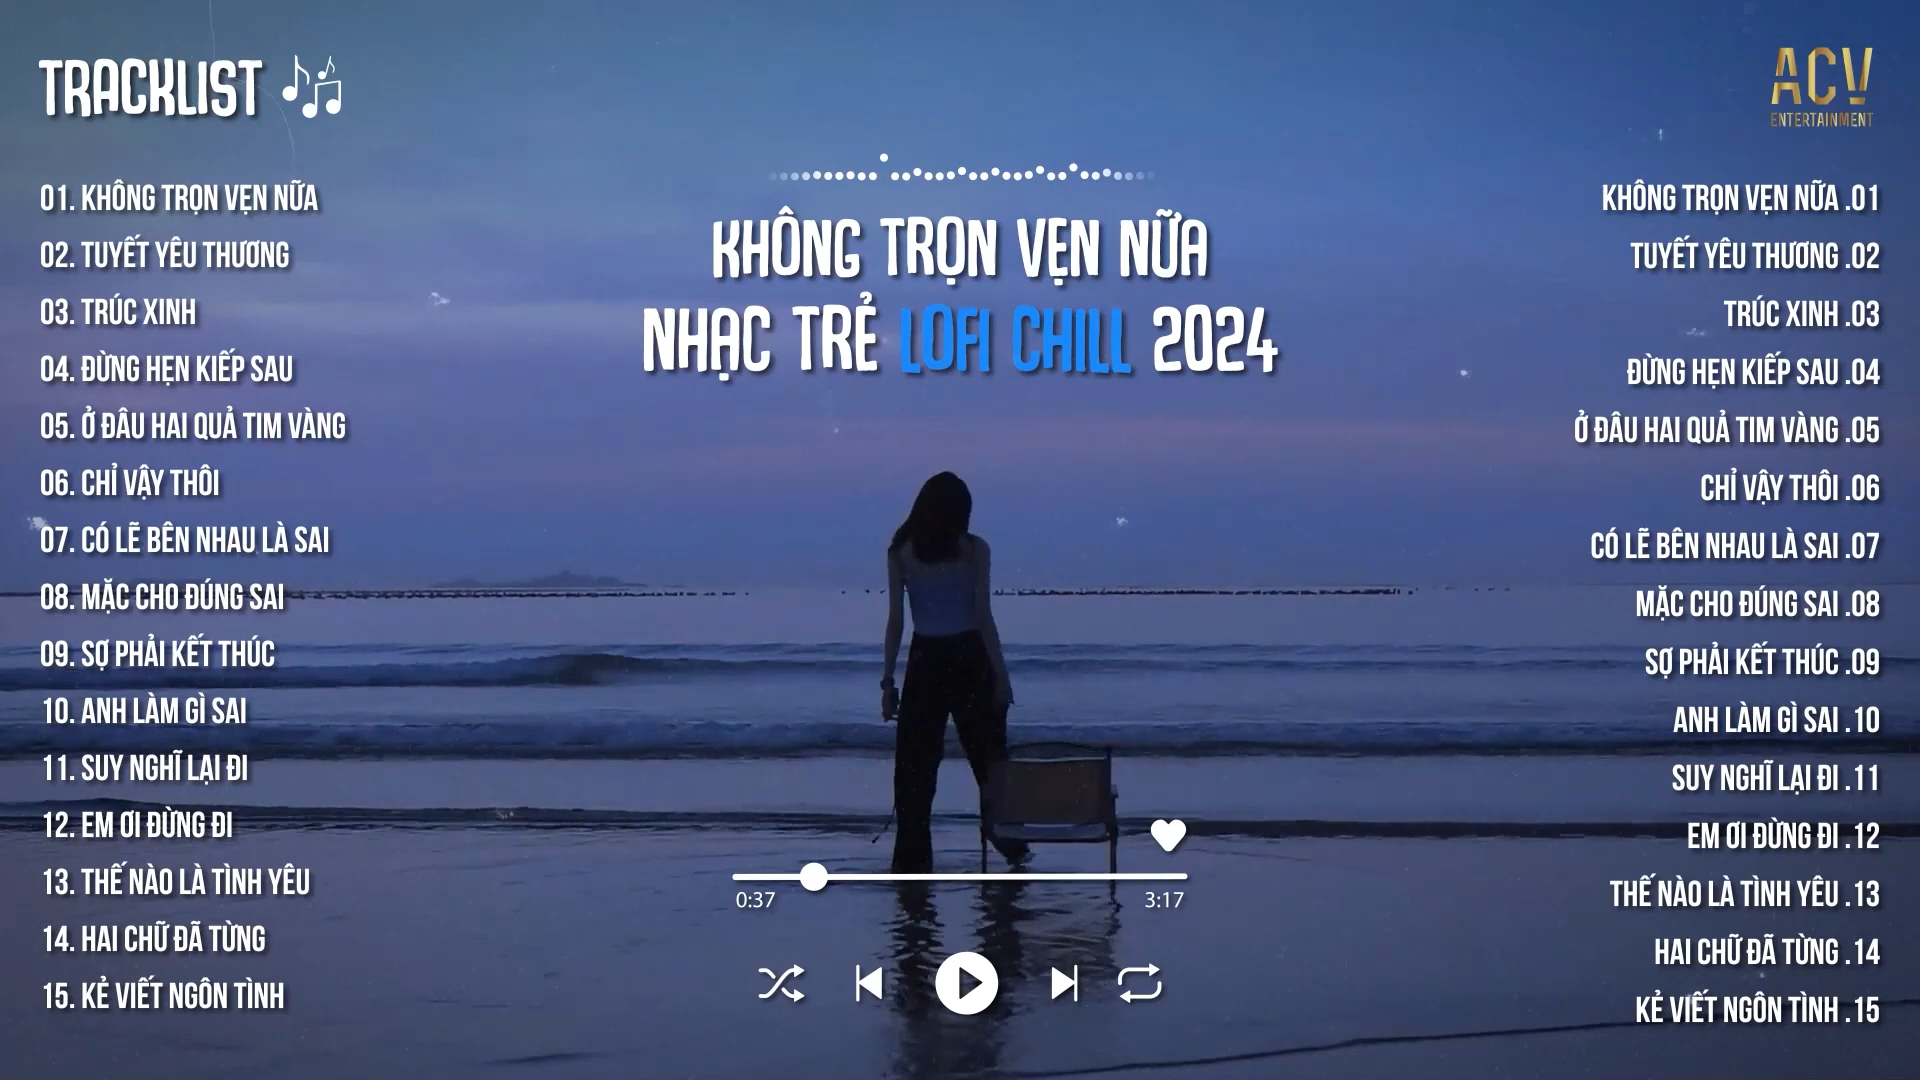 TRACKLIST
ACV
ENTERTAINMENT
01. KHÔNG TRỌN VẸN NỮA
02. TUYẾT YÊU THƯƠNG
03. TRÚC XINH
04. ĐỪNG HẸN KIẾP SAU
05. Ở ĐÂU HAI QUẢ TIM VÀNG
06. CHỈ VẬY THÔI
07. CÓ LẼ BÊN NHAU LÀ SAI
08. MẶC CHO ĐÚNG SAI
09. SỢ PHẢI KẾT THÚC
10. ANH LÀM GÌ SAI
11. SUY NGHĨ LẠI ĐI
12. EM ƠI ĐỪNG ĐI
13. THẾ NÀO LÀ TÌNH YÊU
14. HAI CHỮ ĐÃ TỪNG
15. KẺ VIẾT NGÔN TÌNH
KHÔNG TRỌN VẸN NỮA
NHẠC TRẺ LOFI CHILL 2024
0:37
3:17
KHÔNG TRỌN VẸN NỮA .01
TUYẾT YÊU THƯƠNG .02
TRÚC XINH .03
ĐỪNG HẸN KIẾP SAU .04
Ở ĐÂU HAI QUẢ TIM VÀNG .05
CHỈ VẬY THÔI .06
CÓ LẼ BÊN NHAU LÀ SAI .07
MẶC CHO ĐÚNG SAI .08
SỢ PHẢI KẾT THÚC .09
ANH LÀM GÌ SAI .10
SUY NGHĨ LẠI ĐI .11
EM ƠI ĐỪNG ĐI .12
THẾ NÀO LÀ TÌNH YÊU .13
HAI CHỮ ĐÃ TỪNG .14
KẺ VIẾT NGÔN TÌNH .15